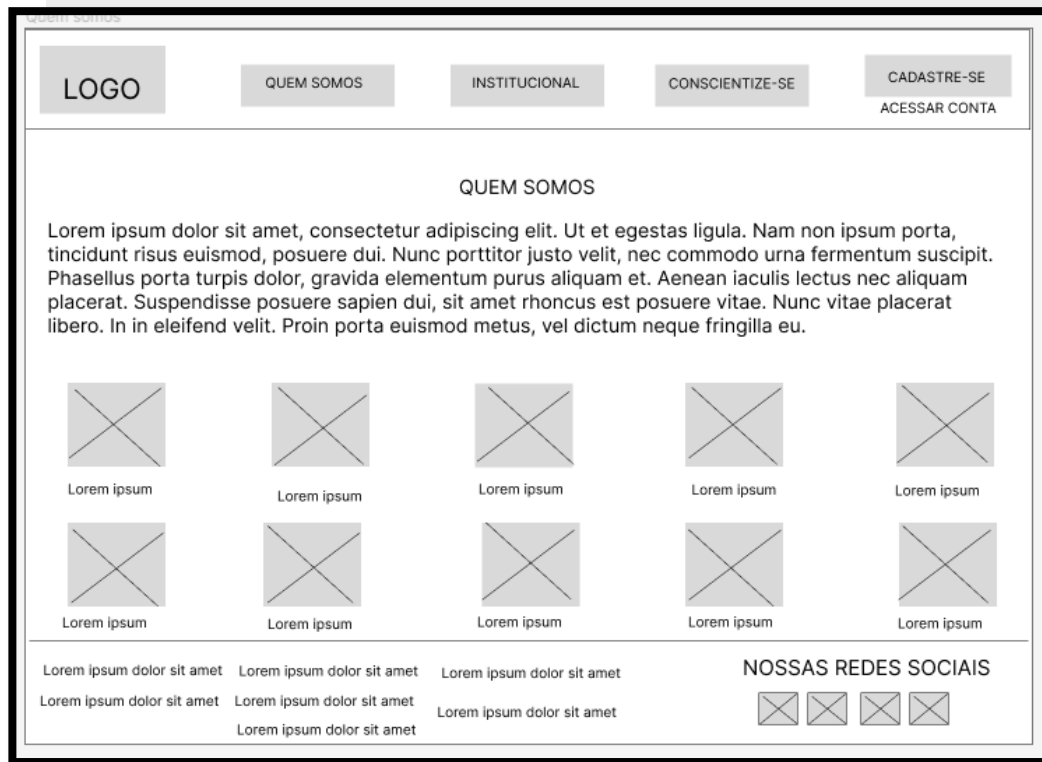 Quem somos
LOGO
QUEM SOMOS
INSTITUCIONAL
CONSCIENTIZE-SE
CADASTRE-SE
ACESSAR CONTA
QUEM SOMOS
Lorem ipsum dolor sit amet, consectetur adipiscing elit. Ut et egestas ligula. Nam non ipsum porta,
tincidunt risus euismod, posuere dui. Nunc porttitor justo velit, nec commodo urna fermentum suscipit.
Phasellus porta turpis dolor, gravida elementum purus aliquam et. Aenean iaculis lectus nec aliquam
placerat. Suspendisse posuere sapien dui, sit amet rhoncus est posuere vitae. Nunc vitae placerat
libero. In in eleifend velit. Proin porta euismod metus, vel dictum neque fringilla eu.
Lorem ipsum
Lorem ipsum
Lorem ipsum
Lorem ipsum
Lorem ipsum
Lorem ipsum
Lorem ipsum
Lorem ipsum
Lorem ipsum
Lorem ipsum
Lorem ipsum dolor sit amet
Lorem ipsum dolor sit amet
Lorem ipsum dolor sit amet
Lorem ipsum dolor sit amet
Lorem ipsum dolor sit amet
Lorem ipsum dolor sit amet
Lorem ipsum dolor sit amet
NOSSAS REDES SOCIAIS